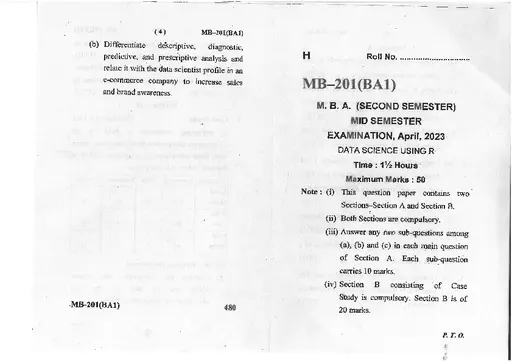 ( 4 ) MB–201(BA1)
(b) Differentiate descriptive, diagnostic,
predictive, and prescriptive analysis and
relate it with the data scientist profile in an
e-commerce company to increase sales
and brand awareness.
MB–201(BA1) 480
H Roll No. ..............................
MB–201(BA1)
M. B. A. (SECOND SEMESTER)
MID SEMESTER
EXAMINATION, April, 2023
DATA SCIENCE USING R
Time : 1½ Hours
Maximum Marks : 50
Note : (i) This question paper contains two
Sections–Section A and Section B.
(ii) Both Sections are compulsory.
(iii) Answer any two sub-questions among
(a), (b) and (c) in each main question
of Section A. Each sub-question
carries 10 marks.
(iv) Section B consisting of Case
Study is compulsory. Section B is of
20 marks.
P. T. O.